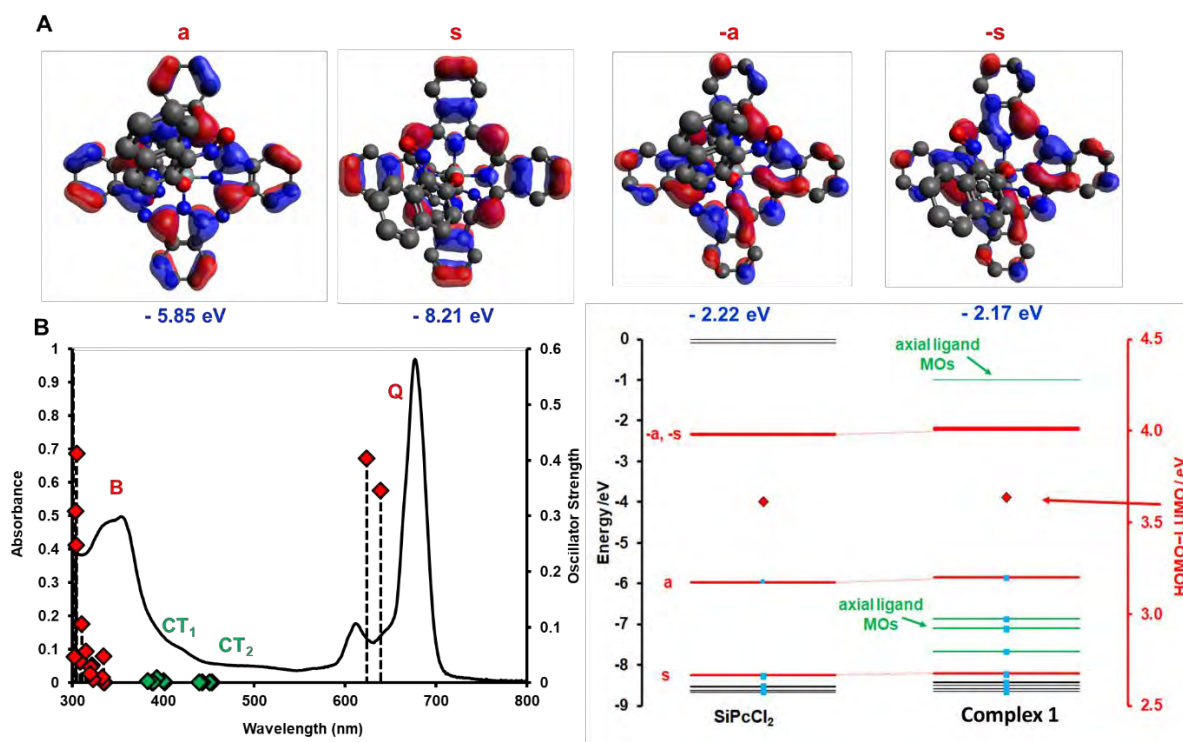 A
a s -a -s
- 5.85 eV - 8.21 eV - 2.22 eV - 2.17 eV
B
1
0.9
0.8
0.7
0.6
0.5
0.4
0.3
0.2
0.1
0
Absorbance
B
CT1
CT2
Q
0.6
0.5
0.4
0.3
0.2
0.1
0
Oscillator Strength
300 400 500 600 700 800
Wavelength (nm)
0
-1
-2
-3
-4
-5
-6
-7
-8
-9
Energy /eV
axial ligand
MOs
-a, -s
a
axial ligand
MOs
s
4.5
4.0
3.5
3.0
2.5
HOMO−LUMO / eV
SiPcCl2 Complex 1